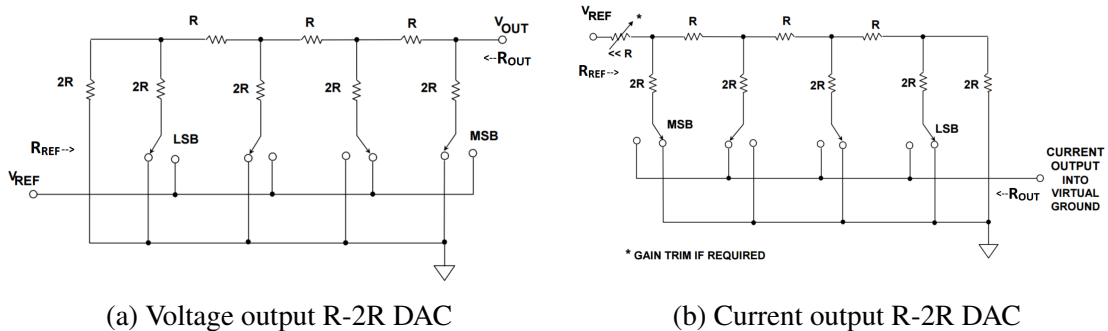 R R R VOUT
<--ROUT
2R 2R 2R 2R 2R
LSB MSB
RREF-->
VREF
(a) Voltage output R-2R DAC
VREF *
<< R
R R R
RREF-->
2R 2R 2R 2R 2R
MSB LSB
CURRENT
OUTPUT
INTO
VIRTUAL
GROUND
<--ROUT
* GAIN TRIM IF REQUIRED
(b) Current output R-2R DAC